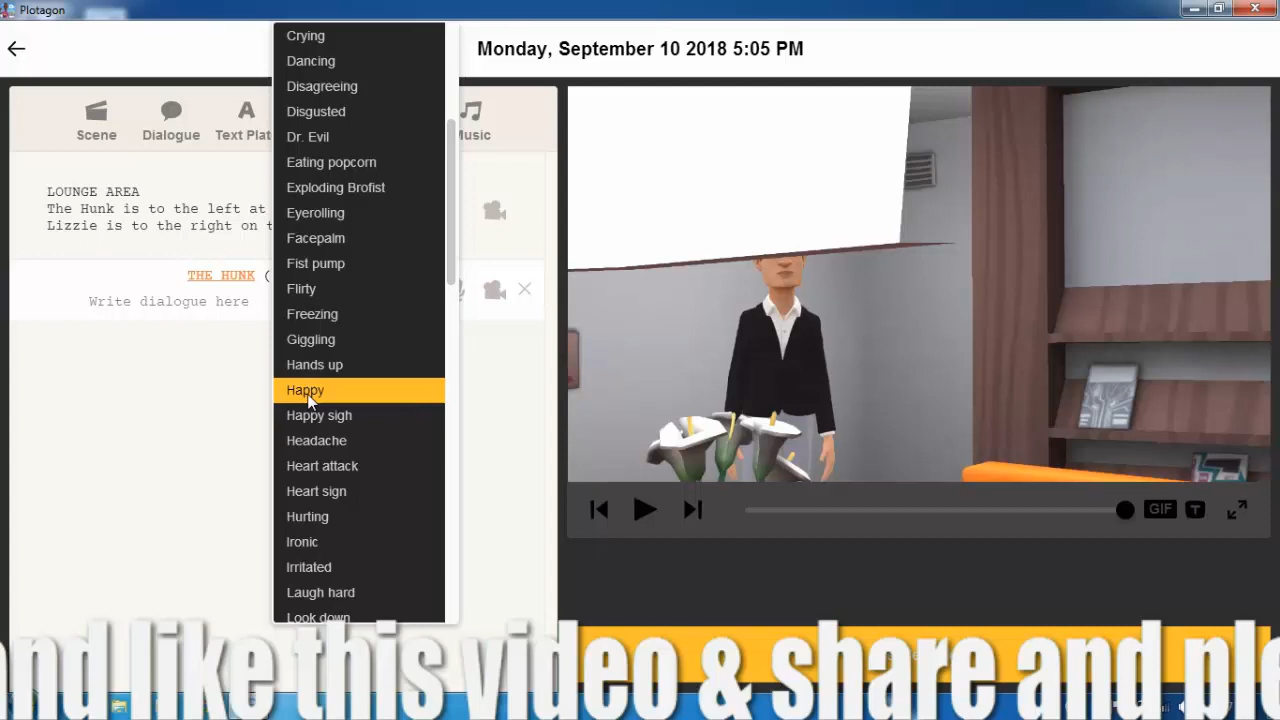 Plotagon
Monday, September 10 2018 5:05 PM
Scene
Dialogue
Text Plat
Music
LOUNGE AREA
The Hunk is to the left at
Lizzie is to the right on t
THE HUNK (
Write dialogue here
Crying
Dancing
Disagreeing
Disgusted
Dr. Evil
Eating popcorn
Exploding Brofist
Eyerolling
Facepalm
Fist pump
Flirty
Freezing
Giggling
Hands up
Happy
Happy sigh
Headache
Heart attack
Heart sign
Hurting
Ironic
Irritated
Laugh hard
Look down
GIF
T
and like this video & share and ple